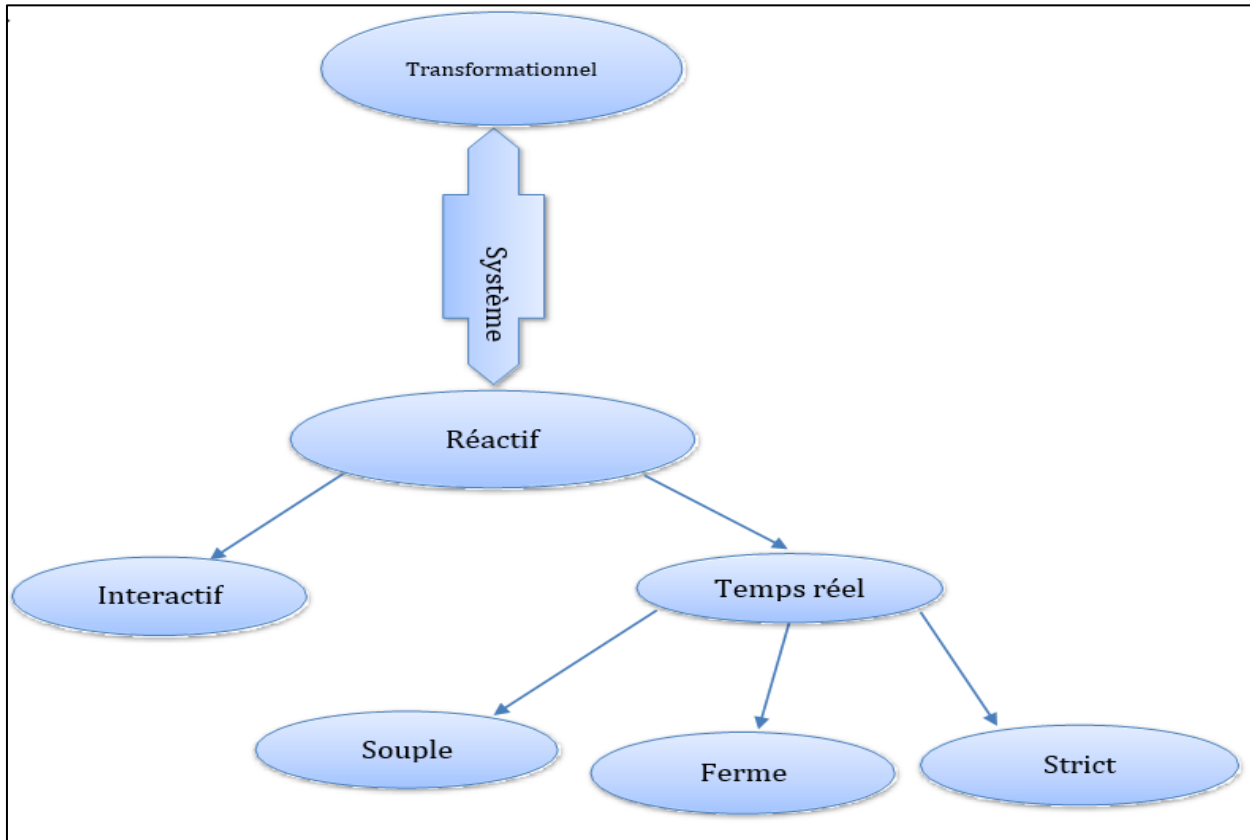 Transformationnel
Système
Réactif
Interactif
Temps réel
Souple
Ferme
Strict